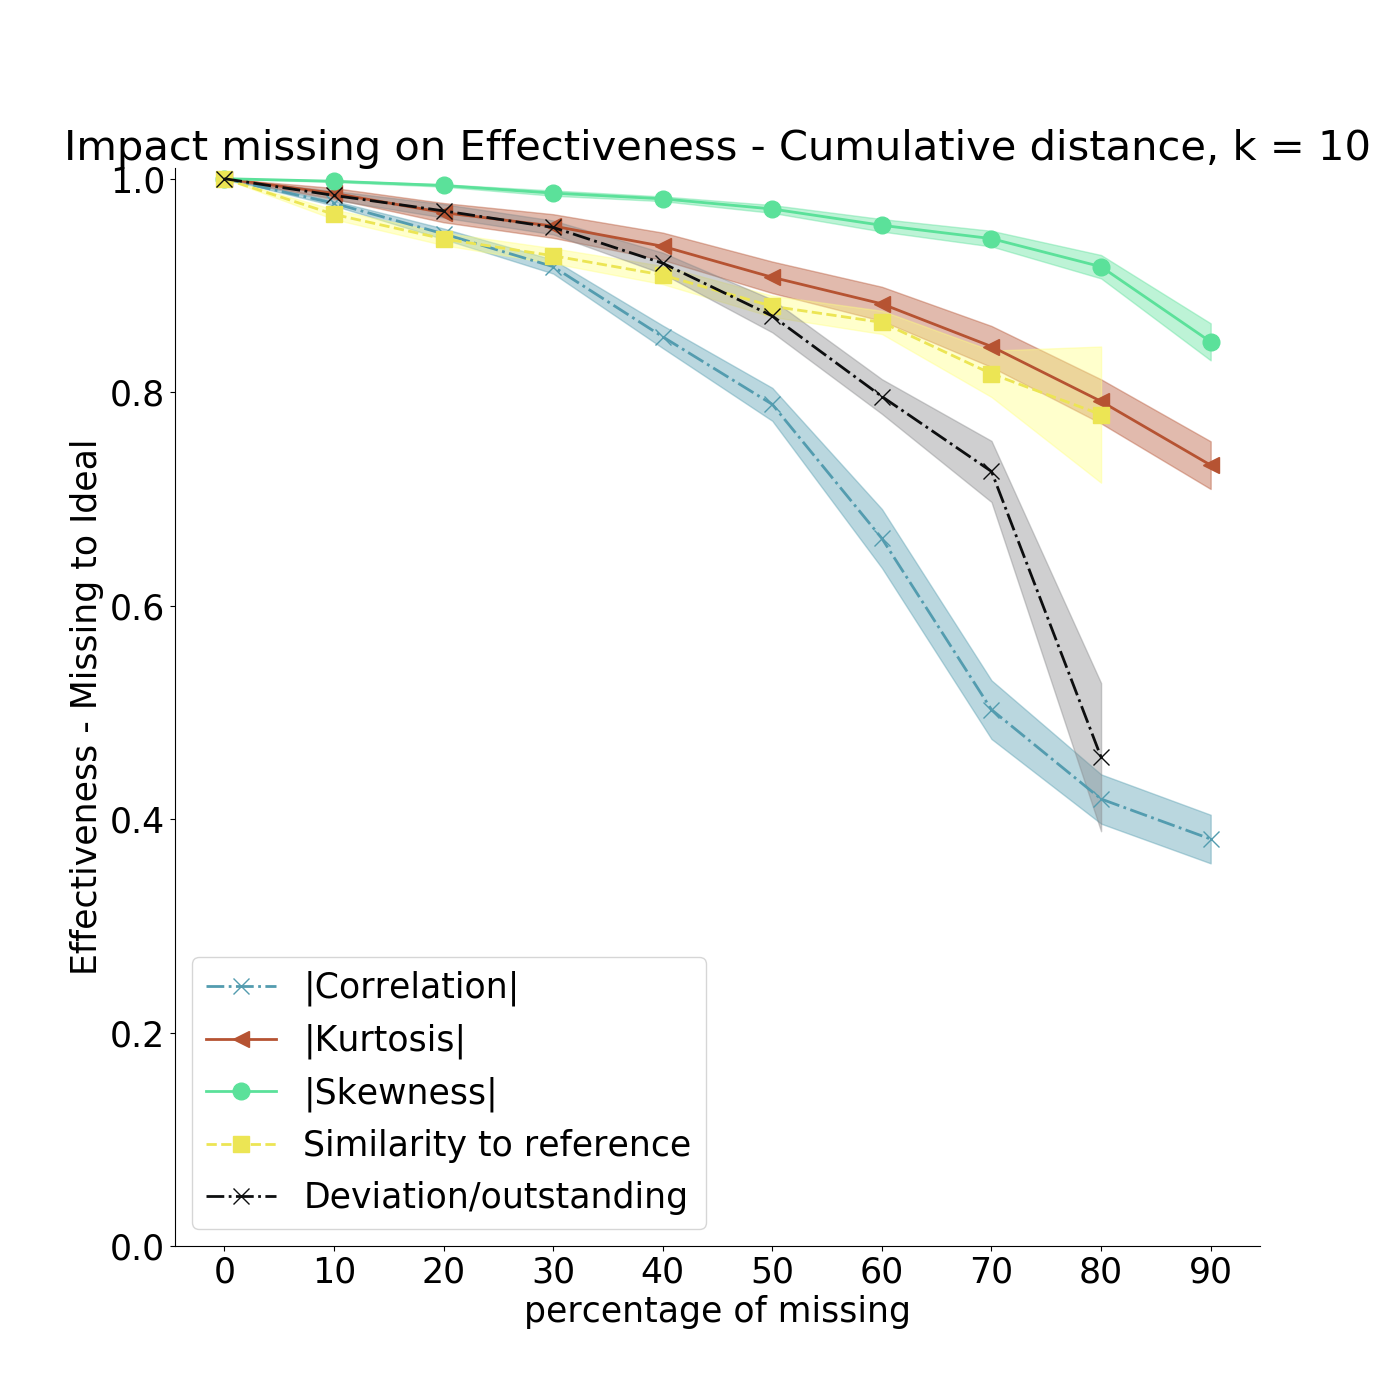 Impact missing on Effectiveness - Cumulative distance, k = 10
1.0
0.8
0.6
0.4
0.2
0.0
Effectiveness - Missing to Ideal
|Correlation|
|Kurtosis|
|Skewness|
Similarity to reference
Deviation/outstanding
0 10 20 30 40 50 60 70 80 90
percentage of missing